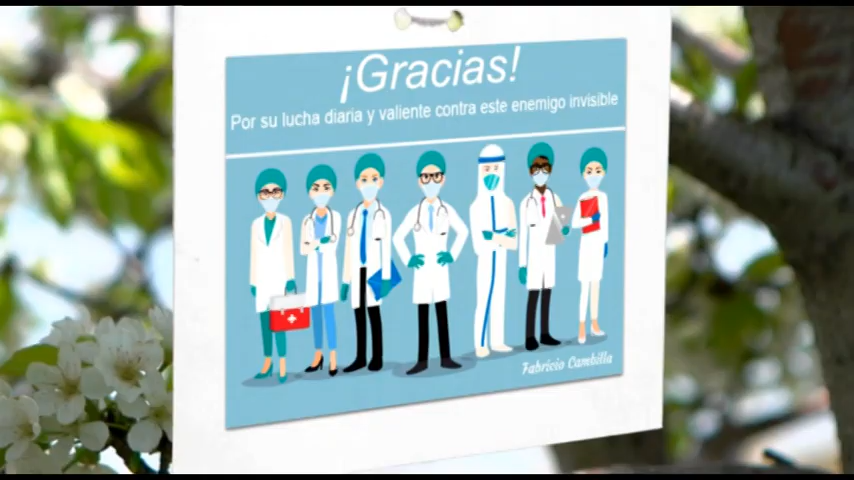 ¡Gracias!
Por su lucha diaria y valiente contra este enemigo invisible
Fabricio Cambilla